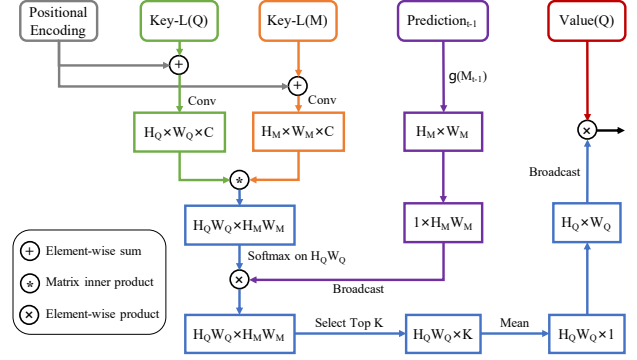 Positional
Encoding
Key-L(Q)
Key-L(M)
Prediction_{t-1}
Value(Q)
+
+
g(M_{t-1})
Conv
Conv
H_Q×W_Q×C
H_M×W_M×C
H_M×W_M
×
*
Broadcast
H_QW_Q×H_MW_M
1×H_MW_M
H_Q×W_Q
+ Element-wise sum
* Matrix inner product
× Element-wise product
Softmax on H_QW_Q
×
Broadcast
H_QW_Q×H_MW_M
Select Top K
H_QW_Q×K
Mean
H_QW_Q×1